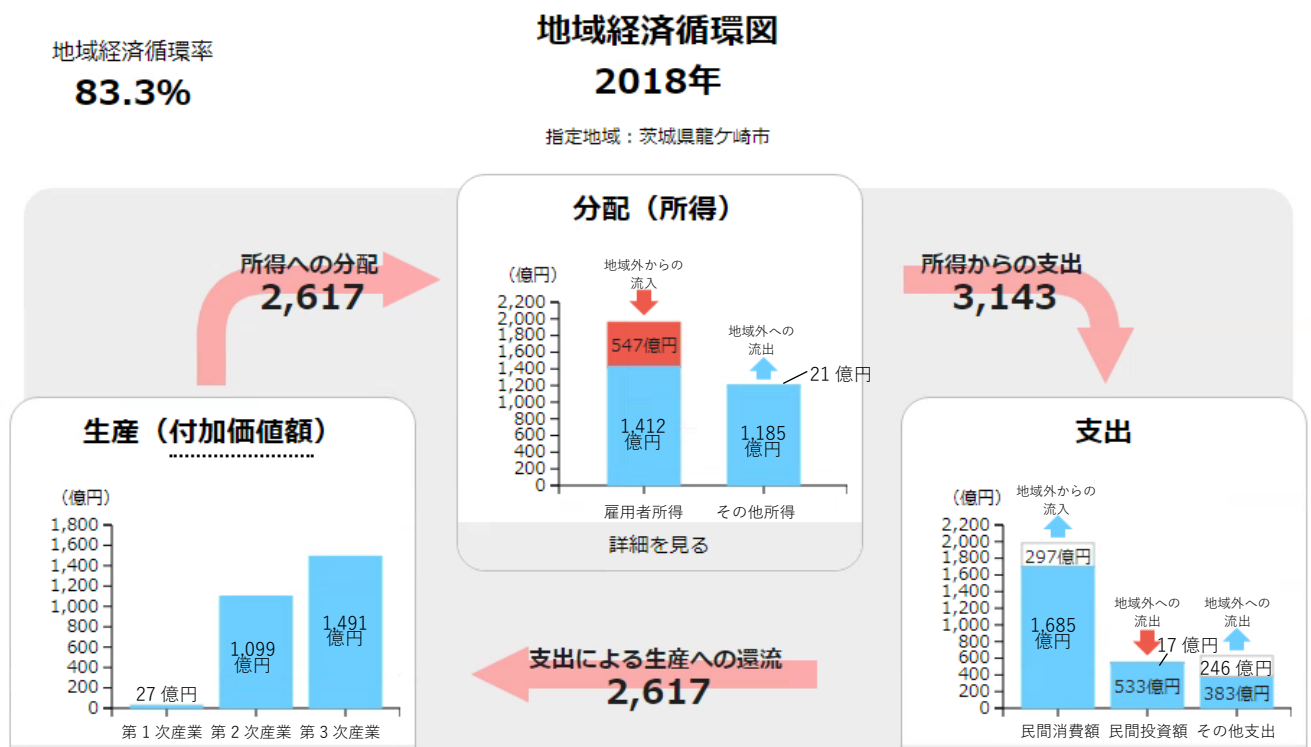 地域経済循環率
83.3%
地域経済循環図
2018年
指定地域：茨城県龍ケ崎市
所得への分配
2,617
分配（所得）
（億円）
2,200
2,000
1,800
1,600
1,400
1,200
1,000
800
600
400
200
0
地域外からの
流入
547億円
1,412
億円
雇用者所得
地域外への
流出
21 億円
1,185
億円
その他所得
詳細を見る
所得からの支出
3,143
生産（付加価値額）
（億円）
1,800
1,600
1,400
1,200
1,000
800
600
400
200
0
27 億円
1,099
億円
1,491
億円
第１次産業
第２次産業
第３次産業
支出による生産への還流
2,617
支出
（億円）
2,200
2,000
1,800
1,600
1,400
1,200
1,000
800
600
400
200
0
地域外からの
流入
297億円
1,685
億円
民間消費額
地域外への
流出
17 億円
533億円
民間投資額
地域外への
流出
246 億円
383億円
その他支出